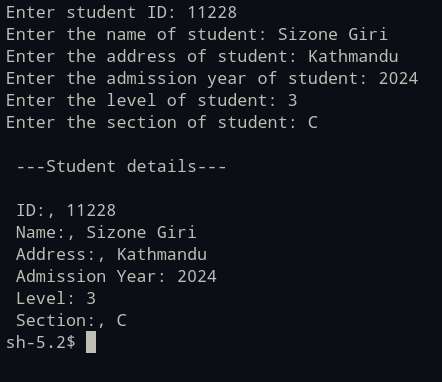 Enter student ID: 11228
Enter the name of student: Sizone Giri
Enter the address of student: Kathmandu
Enter the admission year of student: 2024
Enter the level of student: 3
Enter the section of student: C
---Student details---
ID:, 11228
Name:, Sizone Giri
Address:, Kathmandu
Admission Year: 2024
Level: 3
Section:, C
sh-5.2$